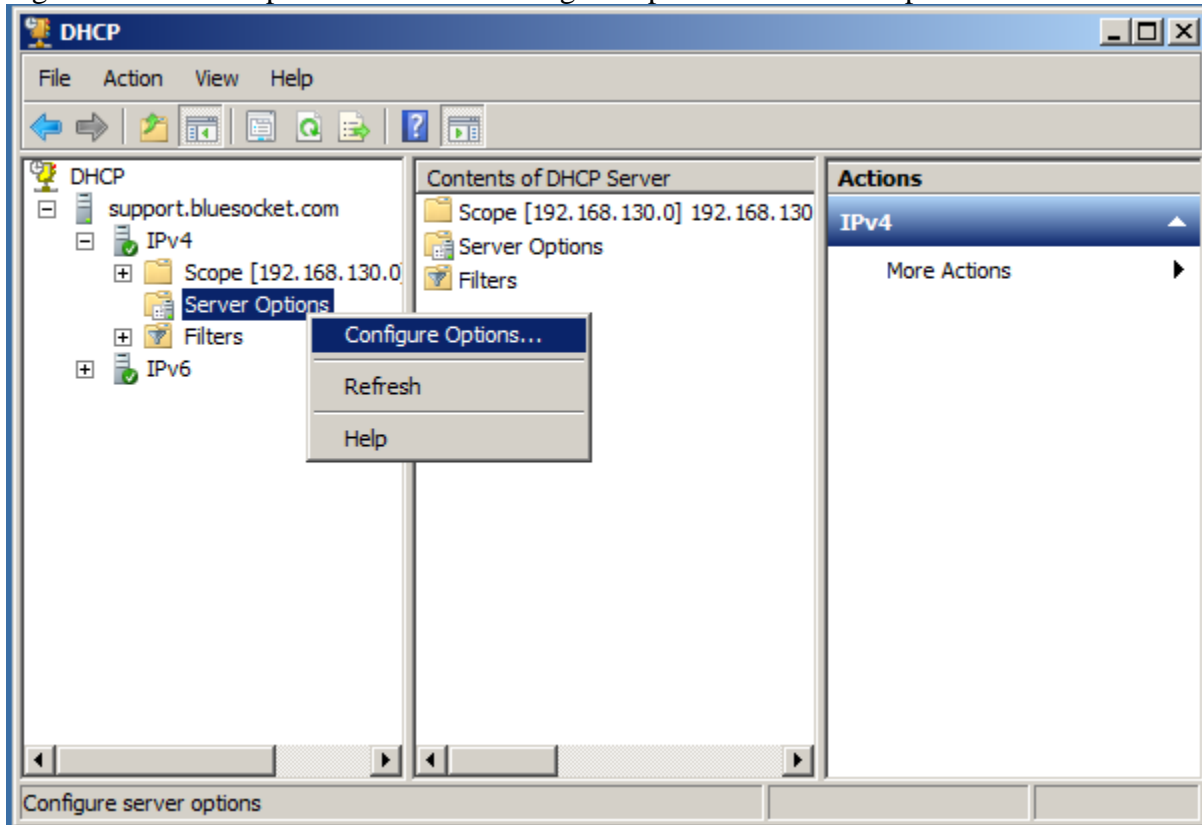 DHCP
File Action View Help
DHCP
support.bluesocket.com
IPv4
Scope [192.168.130.0]
Server Options
Filters
IPv6
Configure Options...
Refresh
Help
Contents of DHCP Server
Scope [192.168.130.0] 192.168.130
Server Options
Filters
Actions
IPv4
More Actions
Configure server options